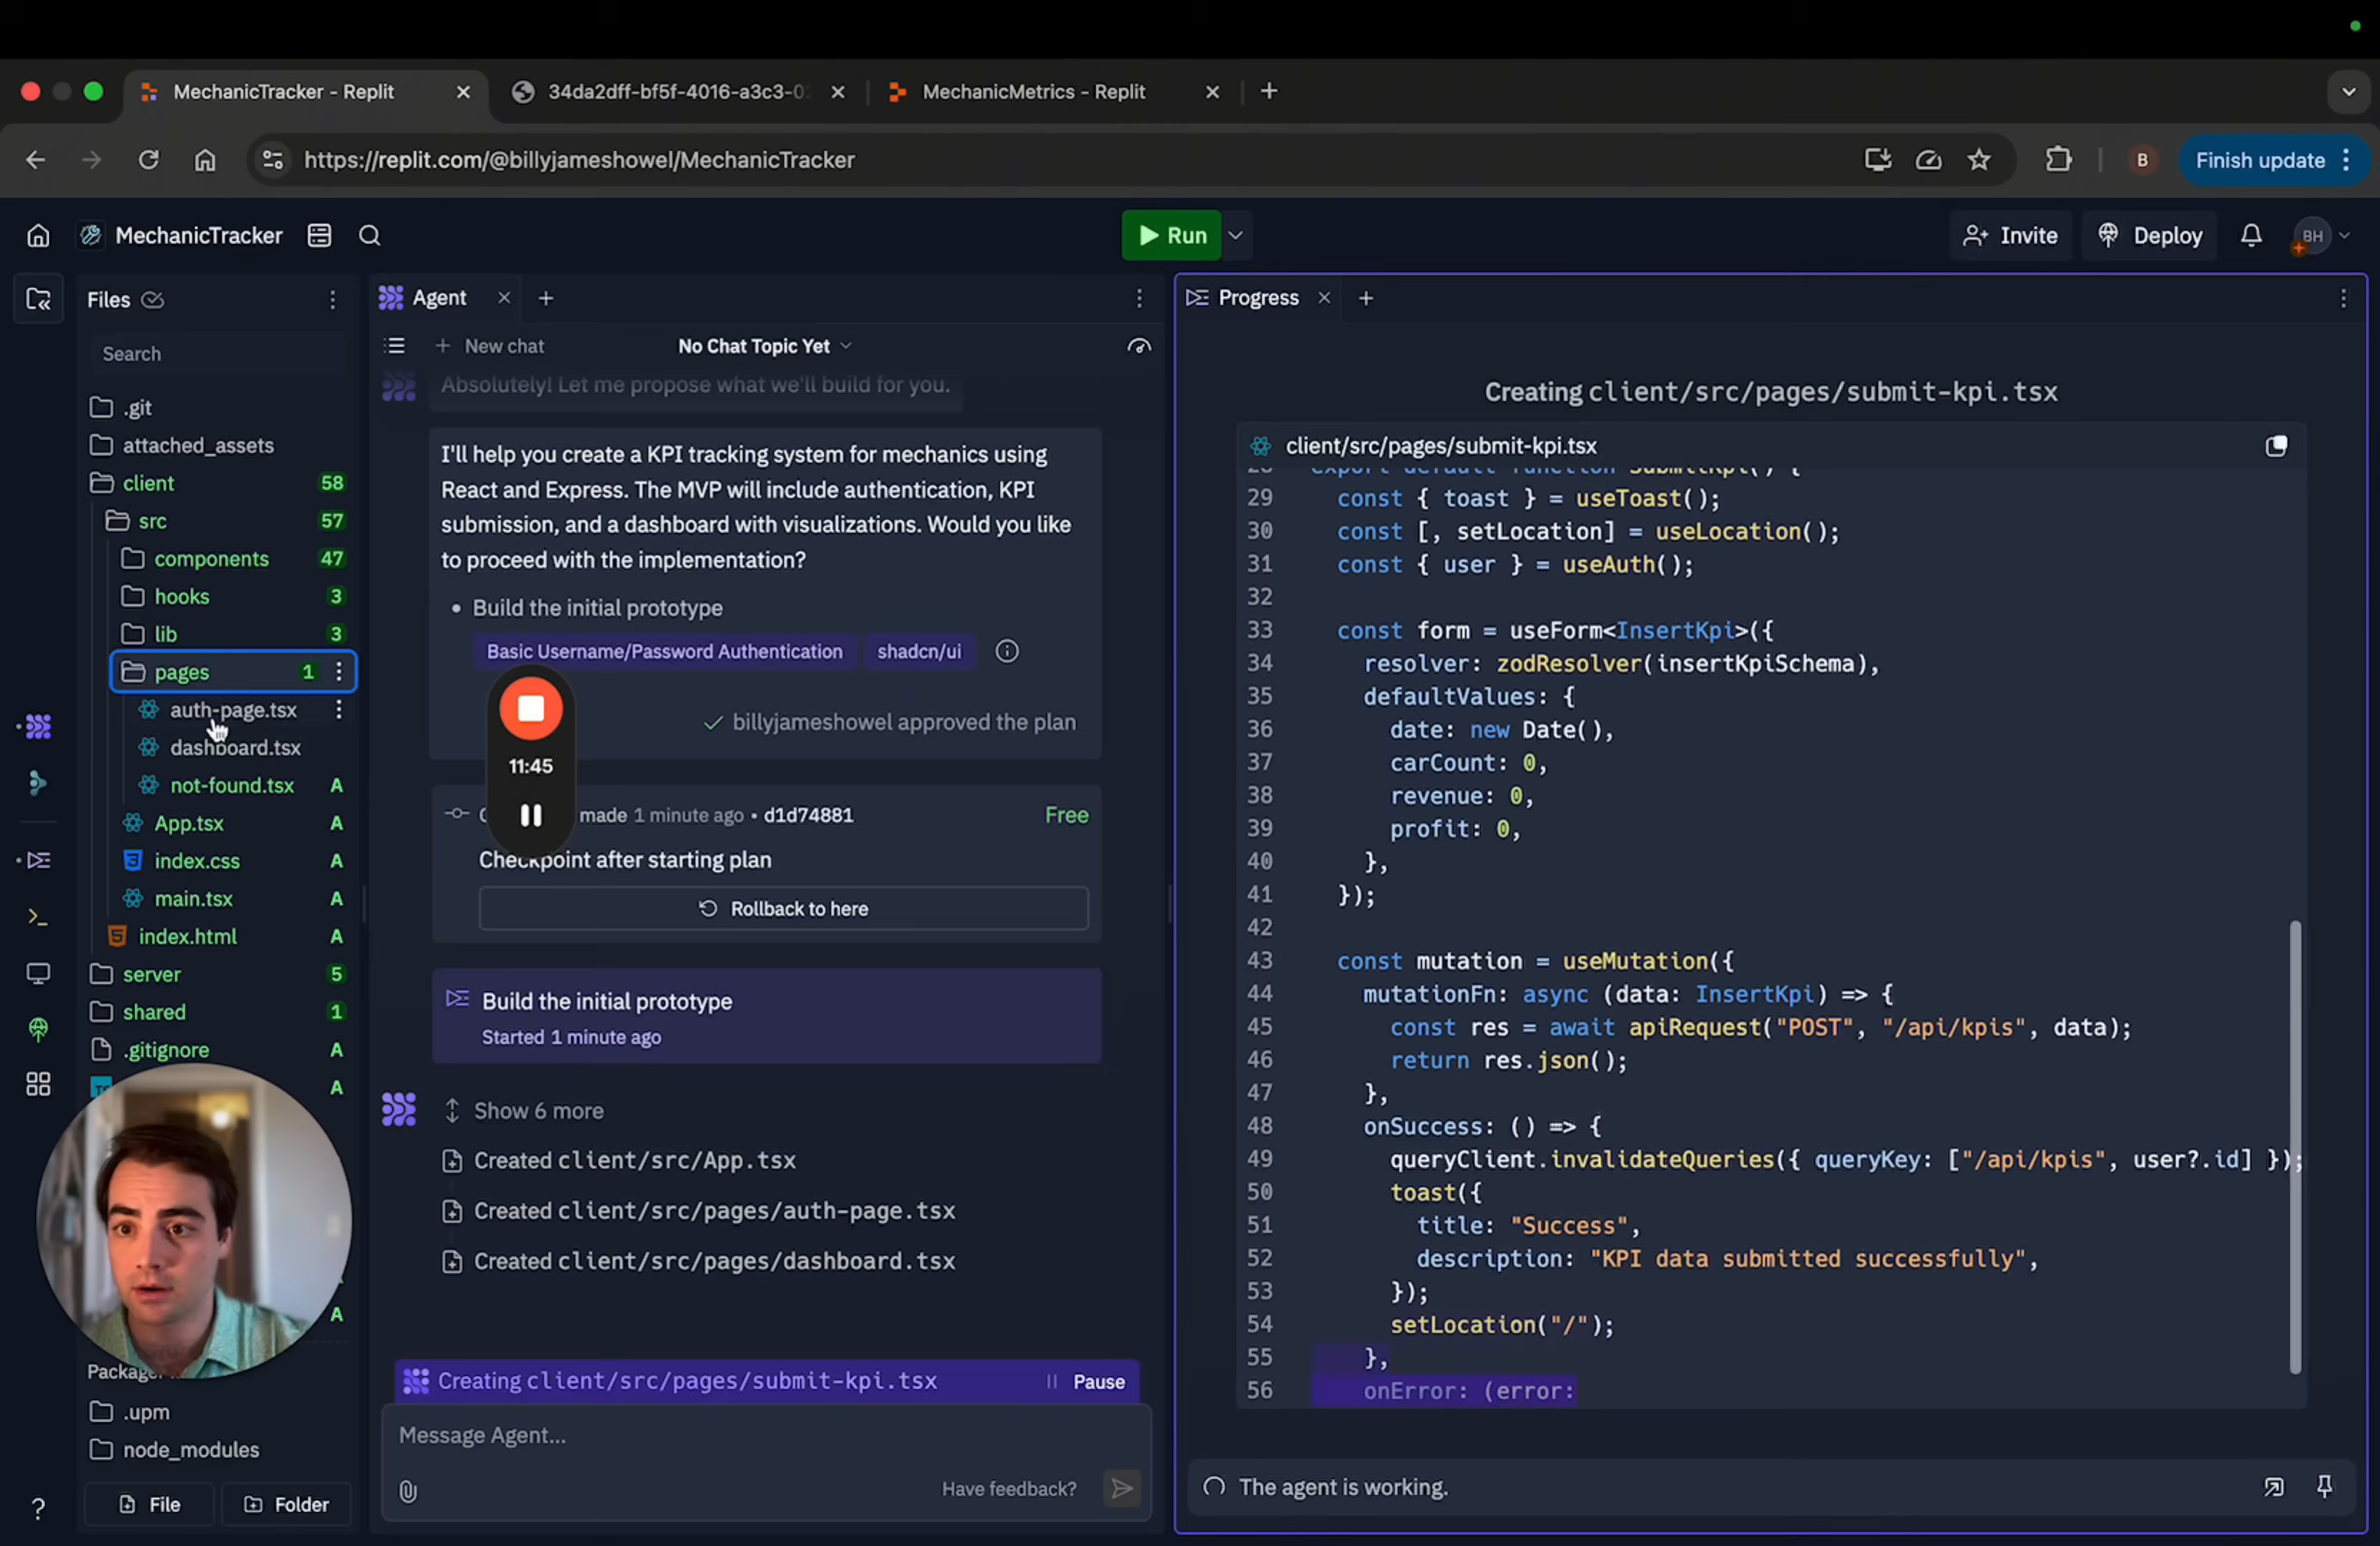 MechanicTracker - Replit
34da2dff-bf5f-4016-a3c3-0
MechanicMetrics - Replit
https://replit.com/@billyjameshowel/MechanicTracker
B
Finish update
MechanicTracker
Run
Invite
Deploy
BH
Files
Search
.git
attached_assets
client 58
src 57
components 47
hooks 3
lib 3
pages 1
auth-page.tsx
dashboard.tsx
not-found.tsx A
App.tsx A
index.css A
main.tsx A
index.html A
server 5
shared 1
.gitignore A
A
A
.upm
node_modules
File
Folder
Agent
New chat
No Chat Topic Yet
Absolutely! Let me propose what we'll build for you.
I'll help you create a KPI tracking system for mechanics using
React and Express. The MVP will include authentication, KPI
submission, and a dashboard with visualizations. Would you like
to proceed with the implementation?
• Build the initial prototype
Basic Username/Password Authentication
shadcn/ui
billyjameshowel approved the plan
11:45
made 1 minute ago • d1d74881
Free
Checkpoint after starting plan
Rollback to here
Build the initial prototype
Started 1 minute ago
Show 6 more
Created client/src/App.tsx
Created client/src/pages/auth-page.tsx
Created client/src/pages/dashboard.tsx
Creating client/src/pages/submit-kpi.tsx
Pause
Message Agent...
Have feedback?
Progress
Creating client/src/pages/submit-kpi.tsx
client/src/pages/submit-kpi.tsx
28 export default function SubmitKpi() {
29 const { toast } = useToast();
30 const [, setLocation] = useLocation();
31 const { user } = useAuth();
32
33 const form = useForm<InsertKpi>({
34 resolver: zodResolver(insertKpiSchema),
35 defaultValues: {
36 date: new Date(),
37 carCount: 0,
38 revenue: 0,
39 profit: 0,
40 },
41 });
42
43 const mutation = useMutation({
44 mutationFn: async (data: InsertKpi) => {
45 const res = await apiRequest("POST", "/api/kpis", data);
46 return res.json();
47 },
48 onSuccess: () => {
49 queryClient.invalidateQueries({ queryKey: ["/api/kpis", user?.id] });
50 toast({
51 title: "Success",
52 description: "KPI data submitted successfully",
53 });
54 setLocation("/");
55 },
56 onError: (error:
The agent is working.